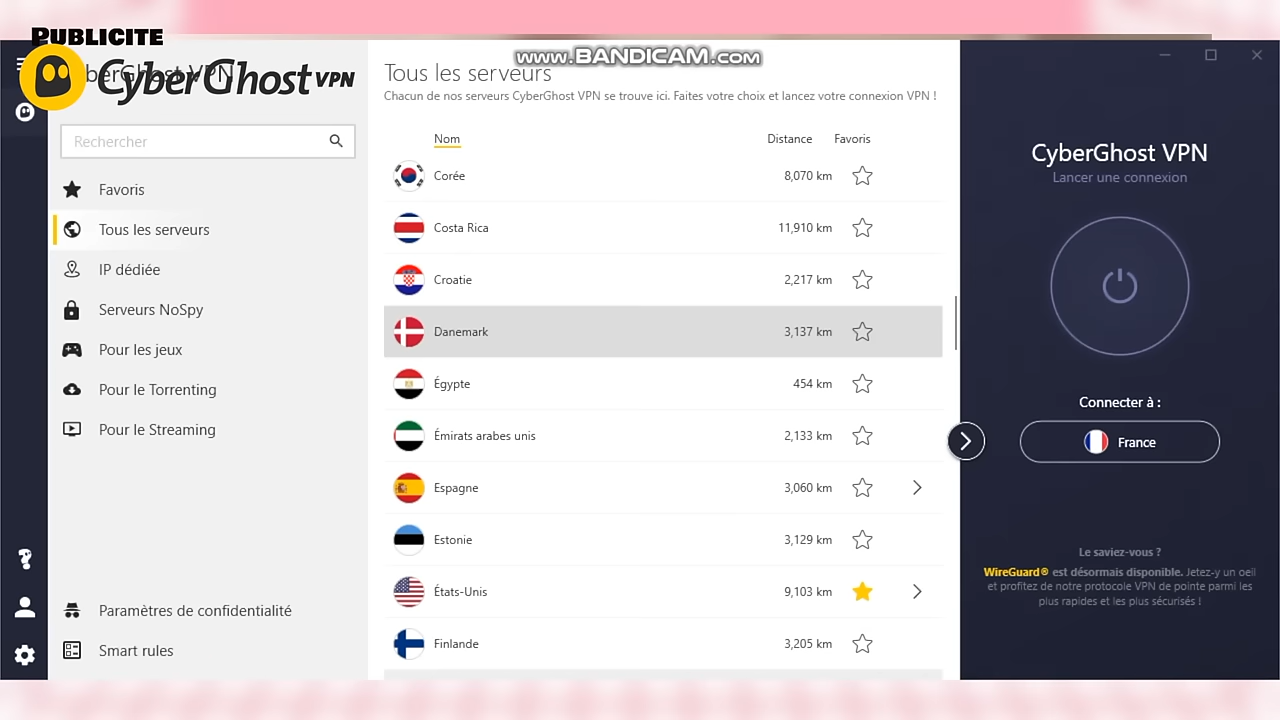 PUBLICITE
CyberGhost VPN
www.BANDICAM.com
Tous les serveurs
Chacun de nos serveurs CyberGhost VPN se trouve ici. Faites votre choix et lancez votre connexion VPN !
Rechercher
Favoris
Tous les serveurs
IP dédiée
Serveurs NoSpy
Pour les jeux
Pour le Torrenting
Pour le Streaming
Paramètres de confidentialité
Smart rules
Nom Distance Favoris
Corée 8,070 km
Costa Rica 11,910 km
Croatie 2,217 km
Danemark 3,137 km
Égypte 454 km
Émirats arabes unis 2,133 km
Espagne 3,060 km
Estonie 3,129 km
États-Unis 9,103 km
Finlande 3,205 km
CyberGhost VPN
Lancer une connexion
Connecter à :
France
Le saviez-vous ?
WireGuard® est désormais disponible. Jetez-y un oeil
et profitez de notre protocole VPN de pointe parmi les
plus rapides et les plus sécurisés !